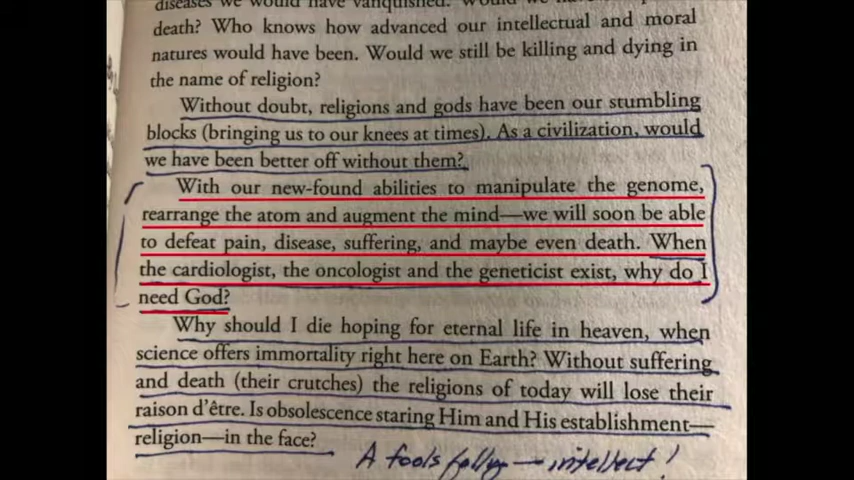 diseases we would have vanquished. Would we have
death? Who knows how advanced our intellectual and moral
natures would have been. Would we still be killing and dying in
the name of religion?
Without doubt, religions and gods have been our stumbling
blocks (bringing us to our knees at times). As a civilization, would
we have been better off without them?
With our new-found abilities to manipulate the genome,
rearrange the atom and augment the mind—we will soon be able
to defeat pain, disease, suffering, and maybe even death. When
the cardiologist, the oncologist and the geneticist exist, why do I
need God?
Why should I die hoping for eternal life in heaven, when
science offers immortality right here on Earth? Without suffering
and death (their crutches) the religions of today will lose their
raison d'être. Is obsolescence staring Him and His establishment—
religion—in the face?
A fools folly — intellect!